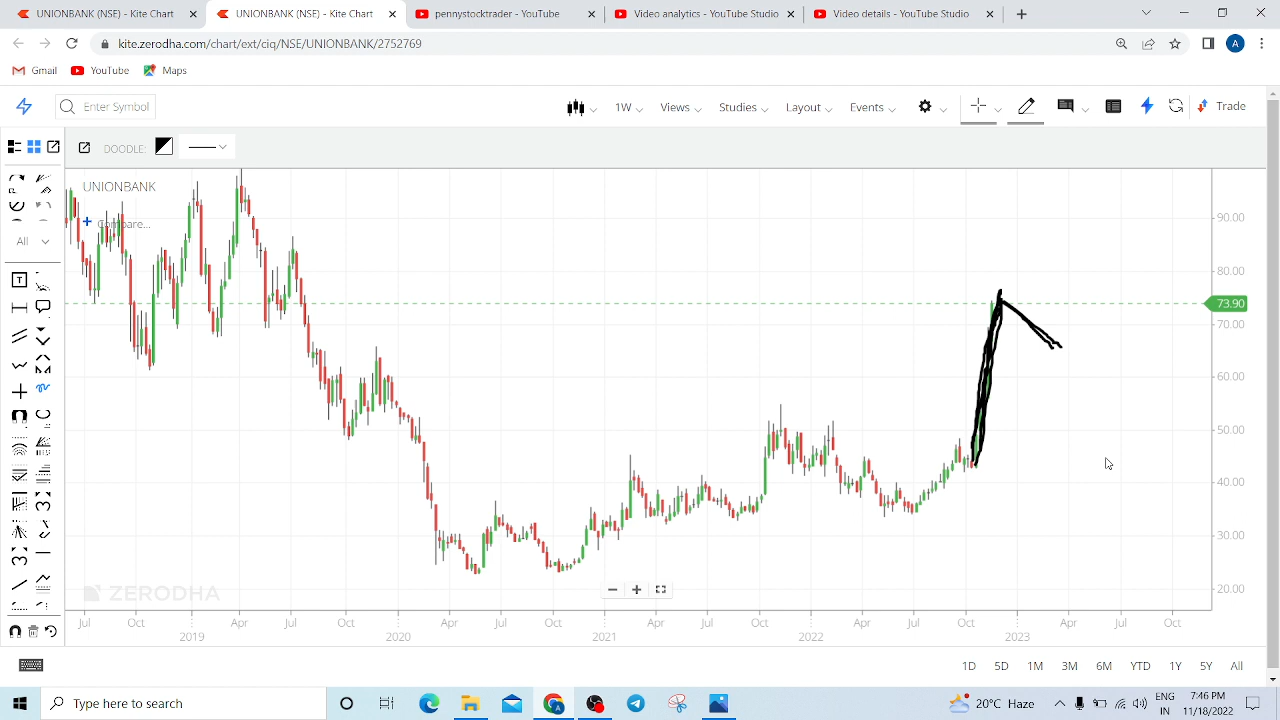 UNIONBANK (NSE) Chart
UNIONBANK (NSE) Chart
pennystocktrader - YouTube
Video analytics - YouTube Studio
Video details - YouTube Studio
kite.zerodha.com/chart/ext/ciq/NSE/UNIONBANK/2752769
A
Gmail YouTube Maps
Enter Symbol
1W Views Studies Layout Events Trade
DOODLE:
UNIONBANK
Compare...
All
T
90.00
80.00
73.90
70.00
60.00
50.00
40.00
30.00
20.00
ZERODHA
Jul Oct Apr Jul Oct Apr Jul Oct Apr Jul Oct Apr Jul Oct Apr Jul Oct
2019 2020 2021 2022 2023
1D 5D 1M 3M 6M YTD 1Y 5Y All
Type here to search
20°C Haze
ENG
IN
7:46 PM
11/18/2022